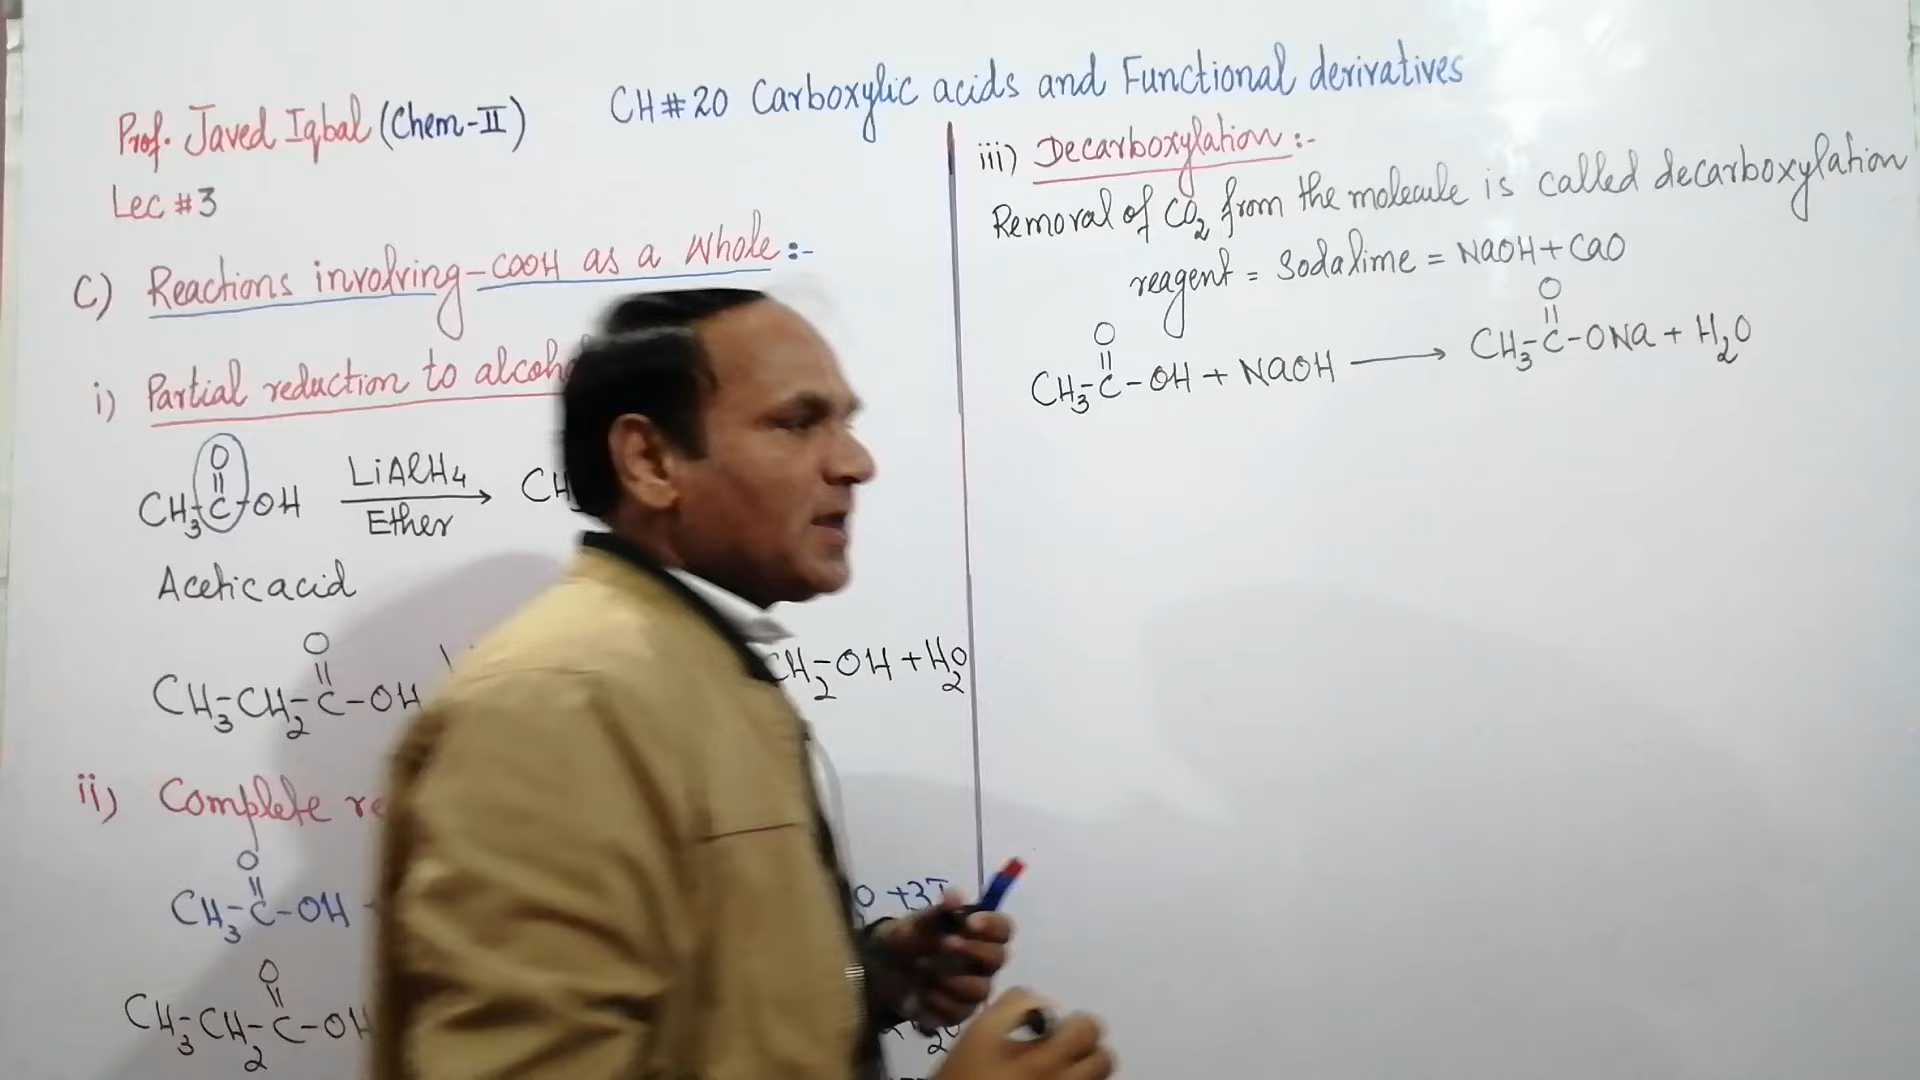 CH#20 Carboxylic acids and Functional derivatives
Prof. Javed Iqbal (Chem-II)
Lec #3
C) Reactions involving -COOH as a Whole:-
i) Partial reduction to alcoho
O
||
CH3-C-OH LiAlH4 → CH
Ether
Acetic acid
O
||
CH3-CH2-C-OH CH2-OH + H2O
ii) Complete re
O
||
CH3-C-OH O +3I
O
||
CH3-CH2-C-OH
iii) Decarboxylation:-
Removal of CO2 from the molecule is called decarboxylation
reagent = Sodalime = NaOH + CaO
O O
|| ||
CH3-C-OH + NaOH → CH3-C-ONa + H2O